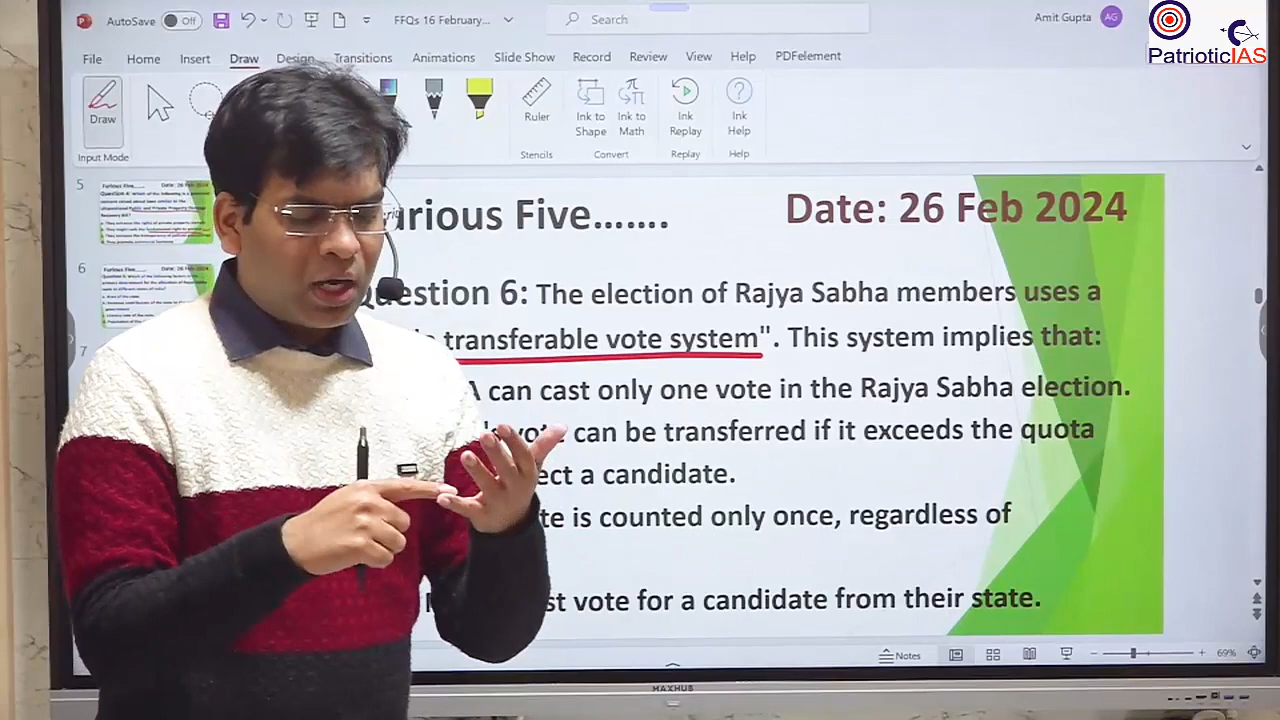 AutoSave Off FFQs 16 February... Search Amit Gupta AG
PatrioticIAS
File Home Insert Draw Design Transitions Animations Slide Show Record Review View Help PDFelement
Draw Ruler Ink to Shape Ink to Math Ink Replay Ink Help
Input Mode Stencils Convert Replay Help
5
6
7
urious Five.......
Date: 26 Feb 2024
uestion 6: The election of Rajya Sabha members uses a
transferable vote system". This system implies that:
A can cast only one vote in the Rajya Sabha election.
vote can be transferred if it exceeds the quota
ect a candidate.
te is counted only once, regardless of
st vote for a candidate from their state.
Notes 69%
MAXHUB